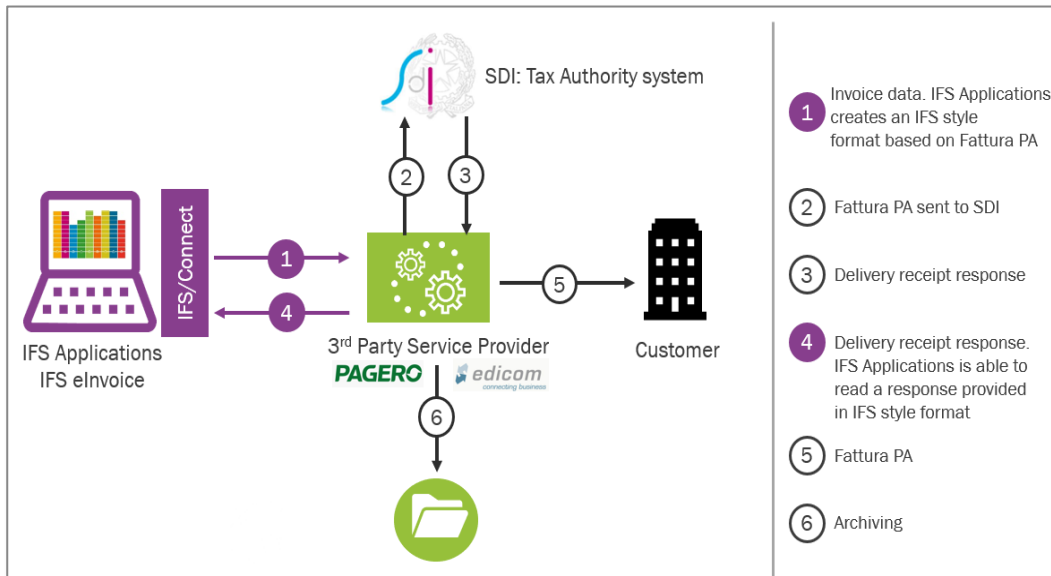 SDI: Tax Authority system
Sdi
2
3
IFS/Connect
1
4
5
IFS Applications
IFS eInvoice
3rd Party Service Provider
PAGERO
edicom
connecting business
Customer
6
1 Invoice data. IFS Applications
creates an IFS style
format based on Fattura PA
2 Fattura PA sent to SDI
3 Delivery receipt response
4 Delivery receipt response.
IFS Applications is able to
read a response provided
in IFS style format
5 Fattura PA
6 Archiving